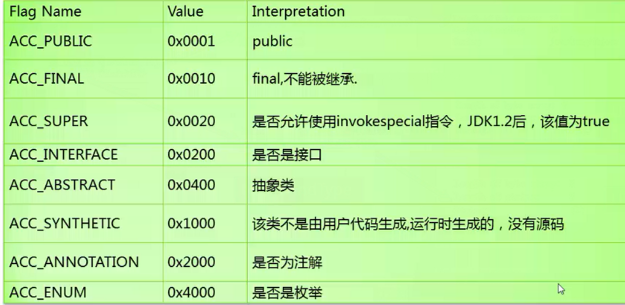 Flag Name Value Interpretation
ACC_PUBLIC 0x0001 public
ACC_FINAL 0x0010 final,不能被继承.
ACC_SUPER 0x0020 是否允许使用invokespecial指令，JDK1.2后，该值为true
ACC_INTERFACE 0x0200 是否是接口
ACC_ABSTRACT 0x0400 抽象类
ACC_SYNTHETIC 0x1000 该类不是由用户代码生成,运行时生成的，没有源码
ACC_ANNOTATION 0x2000 是否为注解
ACC_ENUM 0x4000 是否是枚举